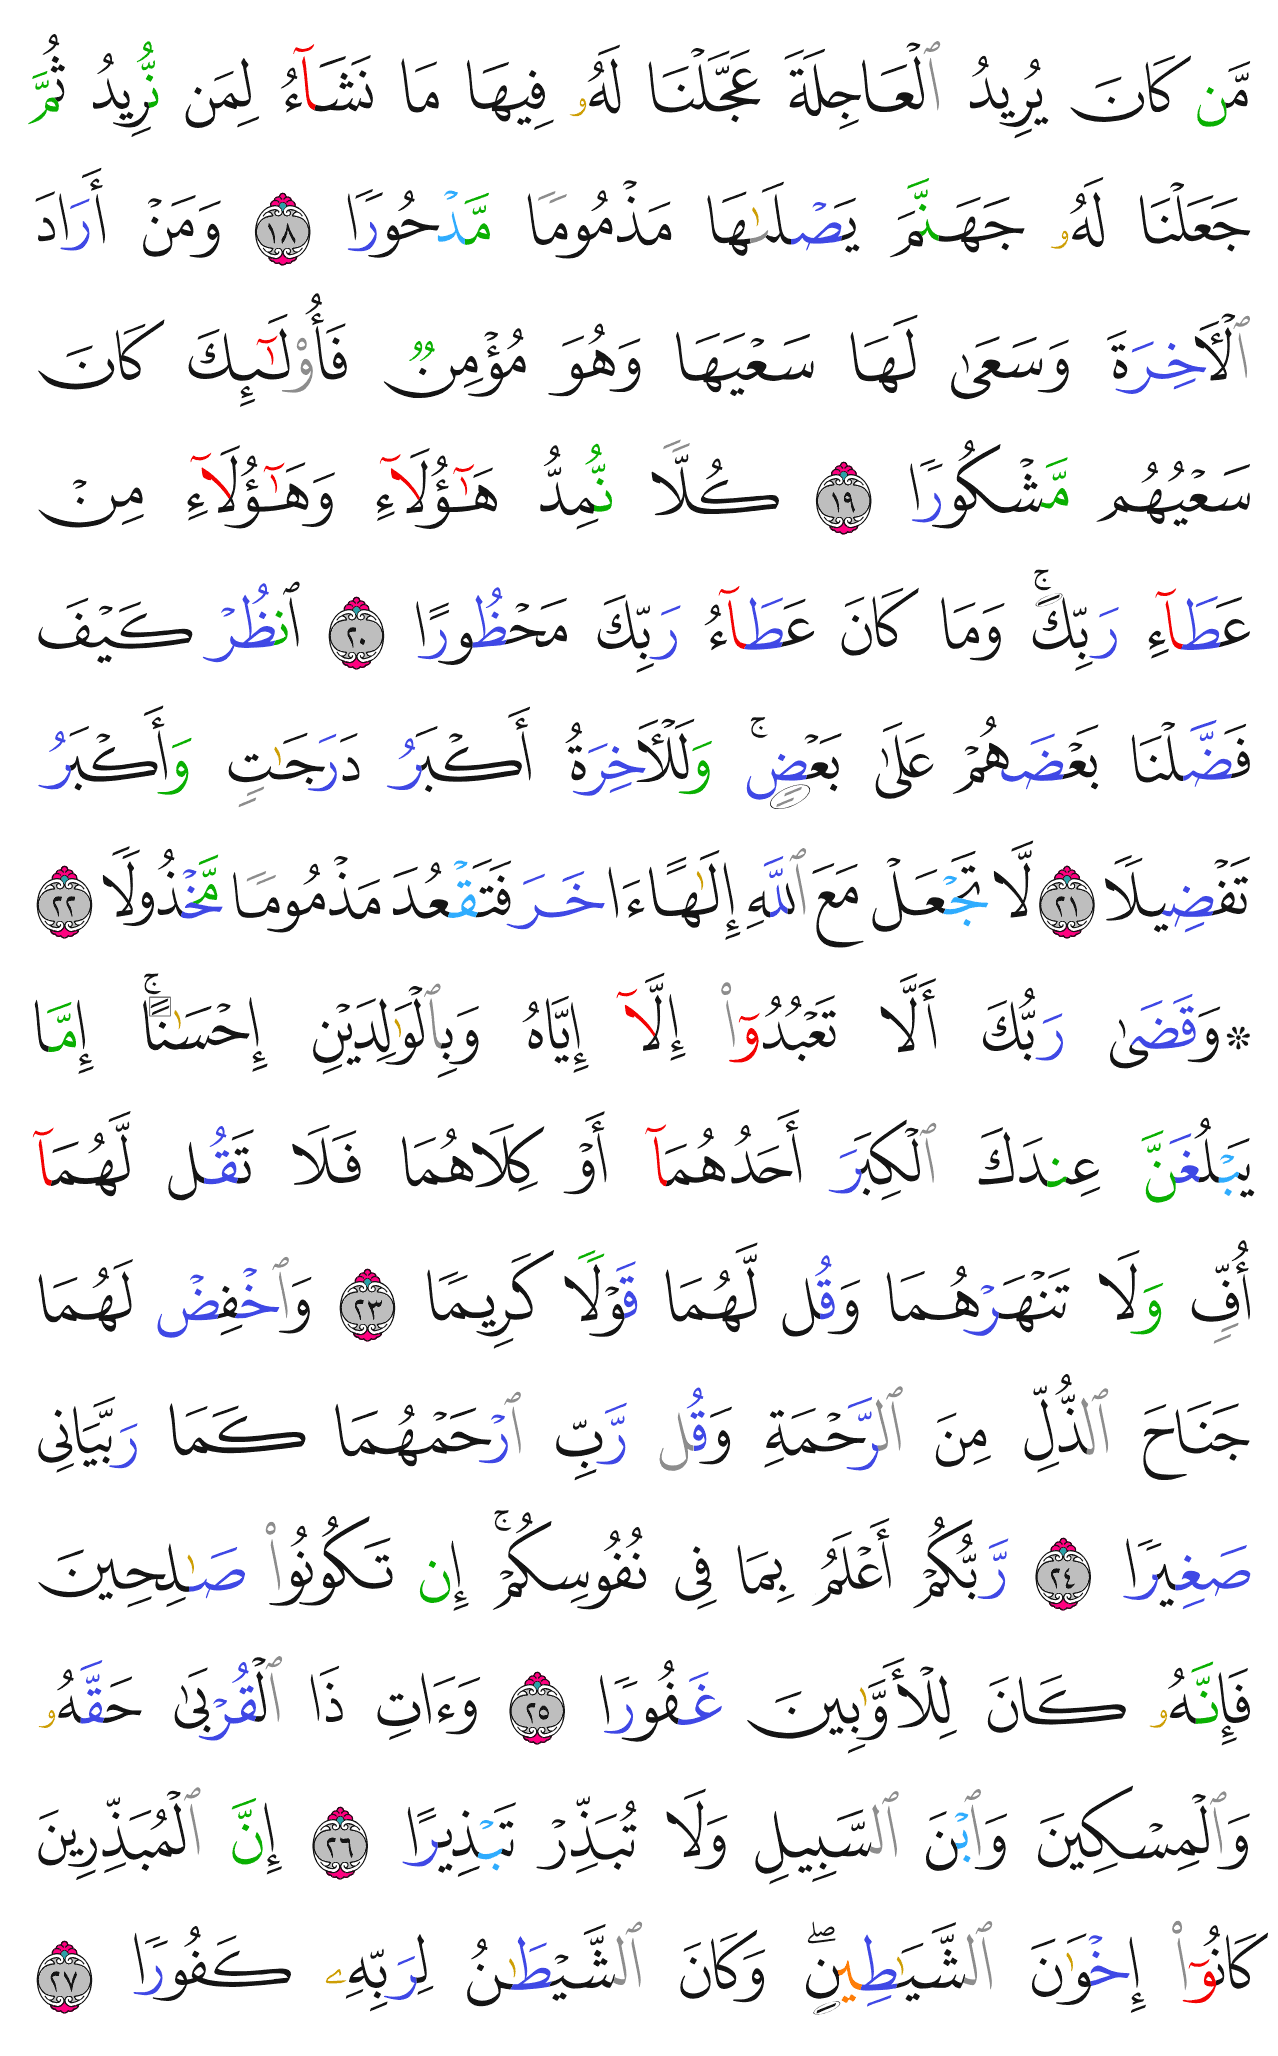 مَّن كَانَ يُرِيدُ ٱلْعَاجِلَةَ عَجَّلْنَا لَهُۥ فِيهَا مَا نَشَآءُ لِمَن نُّرِيدُ ثُمَّ
جَعَلْنَا لَهُۥ جَهَنَّمَ يَصْلَىٰهَا مَذْمُومًا مَّدْحُورًا ١٨ وَمَنْ أَرَادَ
ٱلْأَخِرَةَ وَسَعَىٰ لَهَا سَعْيَهَا وَهُوَ مُؤْمِنٌ فَأُو۟لَـٰٓئِكَ كَانَ
سَعْيُهُم مَّشْكُورًا ١٩ كُلًّا نُّمِدُّ هَـٰٓؤُلَآءِ وَهَـٰٓؤُلَآءِ مِنْ
عَطَآءِ رَبِّكَ ۚ وَمَا كَانَ عَطَآءُ رَبِّكَ مَحْظُورًا ٢٠ ٱنظُرْ كَيْفَ
فَضَّلْنَا بَعْضَهُمْ عَلَىٰ بَعْضٍ ۚ وَلَلْأَخِرَةُ أَكْبَرُ دَرَجَـٰتٍ وَأَكْبَرُ
تَفْضِيلًا ٢١ لَّا تَجْعَلْ مَعَ ٱللَّهِ إِلَـٰهًا ءَاخَرَ فَتَقْعُدَ مَذْمُومًا مَّخْذُولًا ٢٢
۞ وَقَضَىٰ رَبُّكَ أَلَّا تَعْبُدُوٓا۟ إِلَّآ إِيَّاهُ وَبِٱلْوَٰلِدَيْنِ إِحْسَـٰنًا ۚ إِمَّا
يَبْلُغَنَّ عِندَكَ ٱلْكِبَرَ أَحَدُهُمَآ أَوْ كِلَاهُمَا فَلَا تَقُل لَّهُمَآ
أُفٍّ وَلَا تَنْهَرْهُمَا وَقُل لَّهُمَا قَوْلًا كَرِيمًا ٢٣ وَٱخْفِضْ لَهُمَا
جَنَاحَ ٱلذُّلِّ مِنَ ٱلرَّحْمَةِ وَقُل رَّبِّ ٱرْحَمْهُمَا كَمَا رَبَّيَانِى
صَغِيرًا ٢٤ رَّبُّكُمْ أَعْلَمُ بِمَا فِى نُفُوسِكُمْ ۚ إِن تَكُونُوا۟ صَـٰلِحِينَ
فَإِنَّهُۥ كَانَ لِلْأَوَّٰبِينَ غَفُورًا ٢٥ وَءَاتِ ذَا ٱلْقُرْبَىٰ حَقَّهُۥ
وَٱلْمِسْكِينَ وَٱبْنَ ٱلسَّبِيلِ وَلَا تُبَذِّرْ تَبْذِيرًا ٢٦ إِنَّ ٱلْمُبَذِّرِينَ
كَانُوٓا۟ إِخْوَٰنَ ٱلشَّيَـٰطِينِ ۖ وَكَانَ ٱلشَّيْطَـٰنُ لِرَبِّهِۦ كَفُورًا ٢٧